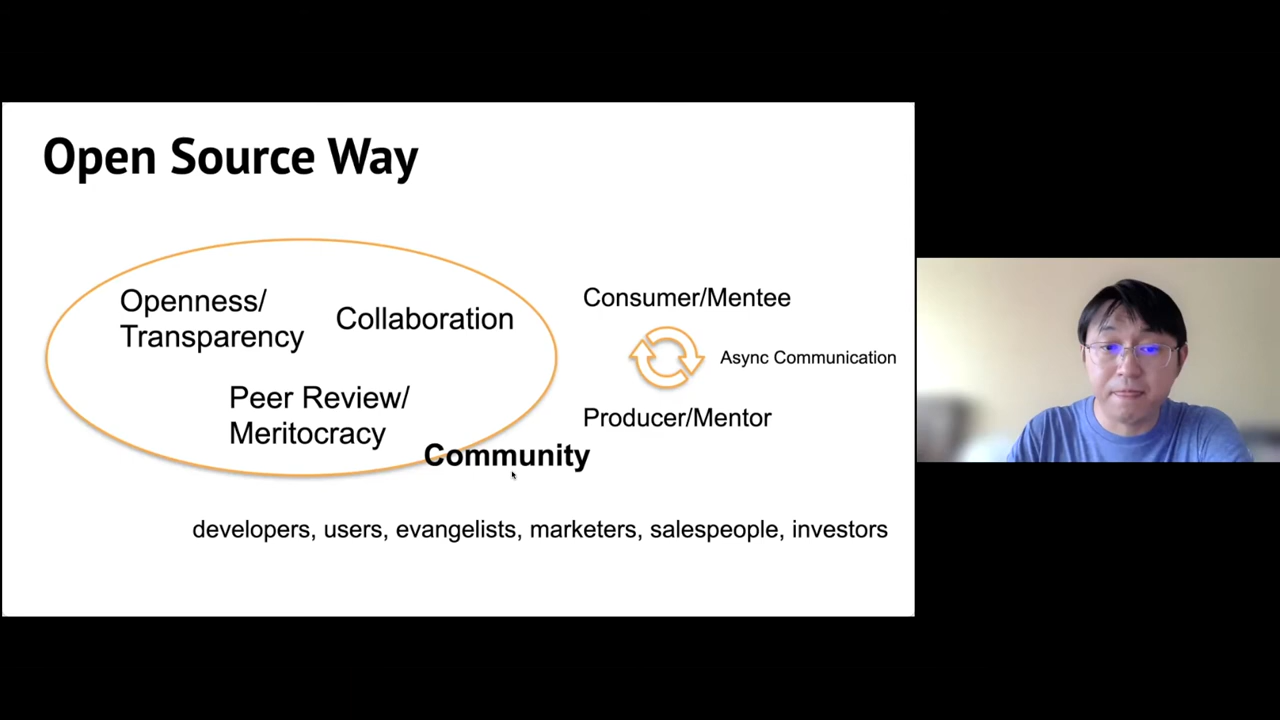 Open Source Way
Openness/
Transparency
Collaboration
Peer Review/
Meritocracy
Community
Consumer/Mentee
Async Communication
Producer/Mentor
developers, users, evangelists, marketers, salespeople, investors